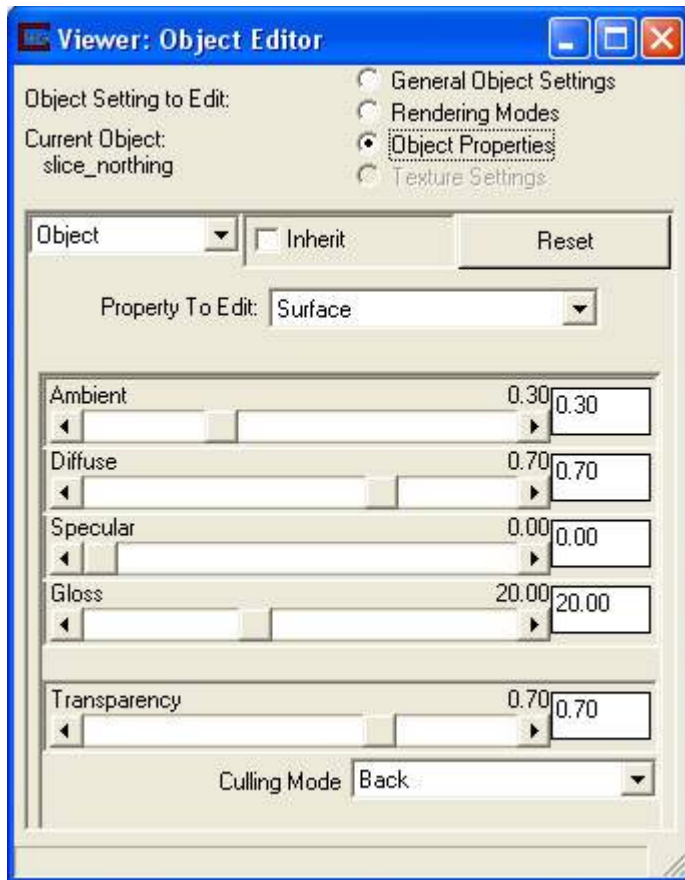 Viewer: Object Editor
Object Setting to Edit:
General Object Settings
Rendering Modes
Object Properties
Texture Settings
Current Object:
slice_northing
Object
Inherit
Reset
Property To Edit: Surface
Ambient 0.30 0.30
Diffuse 0.70 0.70
Specular 0.00 0.00
Gloss 20.00 20.00
Transparency 0.70 0.70
Culling Mode Back